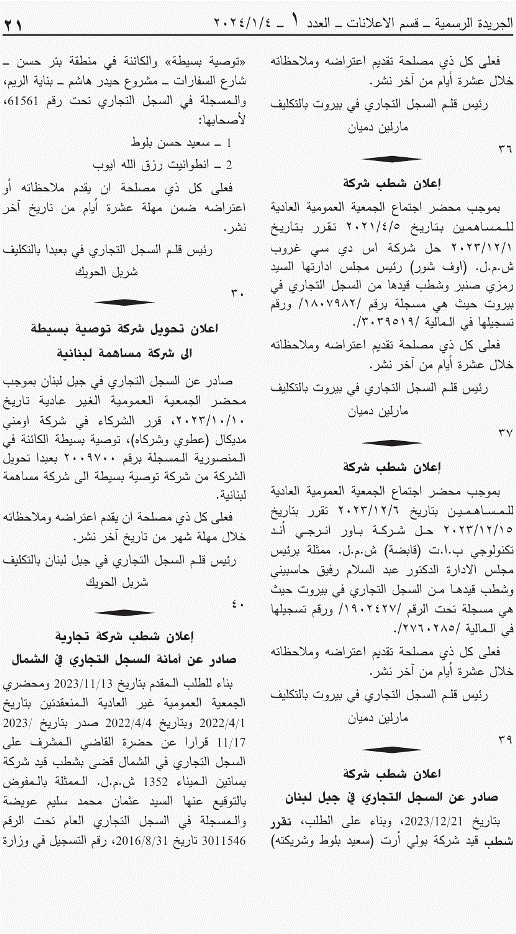 الجريدة الرسمية ــ قسم الاعلانات ــ العدد ١ ــ ٢٠٢٤/١/٤
٢١
فعلى كل ذي مصلحة تقديم اعتراضه وملاحظاته
خلال عشرة أيام من آخر نشر.
رئيس قلم السجل التجاري في بيروت بالتكليف
مارلين دميان
٣٦
إعلان شطب شركة
بموجب محضر اجتماع الجمعية العمومية العادية
للمساهمين بتاريخ ٢٠٢١/٤/٥ تقرر بتاريخ
٢٠٢٣/١٢/١ حل شركة اس دي سي غروب
ش.م.ل. (اوف شور) رئيس مجلس ادارتها السيد
رمزي صنبر وشطب قيدها من السجل التجاري في
بيروت حيث هي مسجلة برقم /١٨٠٧٩٨٢/ ورقم
تسجيلها في المالية /٣٠٣٩٥١٩/.
فعلى كل ذي مصلحة تقديم اعتراضه وملاحظاته
خلال عشرة أيام من آخر نشر.
رئيس قلم السجل التجاري في بيروت بالتكليف
مارلين دميان
٣٧
إعلان شطب شركة
بموجب محضر اجتماع الجمعية العمومية العادية
للمساهمين بتاريخ ٢٠٢٣/١٢/٦ تقرر بتاريخ
٢٠٢٣/١٢/١٥ حل شركة باور انرجي أند
تكنولوجي ب.ا.ت (قابضة) ش.م.ل. ممثلة برئيس
مجلس الادارة الدكتور عبد السلام رفيق حاسبيني
وشطب قيدها من السجل التجاري في بيروت حيث
هي مسجلة تحت الرقم /١٩٠٢٤٢٧/ ورقم تسجيلها
في المالية /٢٧٦٠٢٨٥/.
فعلى كل ذي مصلحة تقديم اعتراضه وملاحظاته
خلال عشرة أيام من آخر نشر.
رئيس قلم السجل التجاري في بيروت بالتكليف
مارلين دميان
٣٩
إعلان شطب شركة
صادر عن السجل التجاري في جبل لبنان
بتاريخ 2023/12/21، وبناء على الطلب، تقرر
شطب قيد شركة بولي أرت (سعيد بلوط وشريكته)
«توصية بسيطة» والكائنة في منطقة بئر حسن ــ
شارع السفارات ــ مشروع حيدر هاشم ــ بناية الريم،
والمسجلة في السجل التجاري تحت رقم 61561،
لأصحابها:
1 ــ سعيد حسن بلوط
2 ــ انطوانيت رزق الله ايوب
فعلى كل ذي مصلحة ان يقدم ملاحظاته أو
اعتراضه ضمن مهلة عشرة أيام من تاريخ آخر
نشر.
رئيس قلم السجل التجاري في بعبدا بالتكليف
شربل الحويك
٣٠
اعلان تحويل شركة توصية بسيطة
الى شركة مساهمة لبنانية
صادر عن السجل التجاري في جبل لبنان بموجب
محضر الجمعية العمومية الغير عادية تاريخ
٢٠٢٣/١٠/١٠، قرر الشركاء في شركة اومني
مديكال (عطوي وشركاه)، توصية بسيطة الكائنة في
المنصورية المسجلة برقم ٢٠٠٩٧٠٠ بعبدا تحويل
الشركة من شركة توصية بسيطة الى شركة مساهمة
لبنانية.
فعلى كل ذي مصلحة ان يقدم اعتراضه وملاحظاته
خلال مهلة شهر من تاريخ آخر نشر.
رئيس قلم السجل التجاري في جبل لبنان بالتكليف
شربل الحويك
٤٠
إعلان شطب شركة تجارية
صادر عن أمانة السجل التجاري في الشمال
بناء للطلب المقدم بتاريخ 2023/11/13 ومحضري
الجمعية العمومية غير العادية المنعقدتين بتاريخ
2022/4/1 وبتاريخ 2022/4/4 صدر بتاريخ 2023/
11/17 قرارا عن حضرة القاضي المشرف على
السجل التجاري في الشمال قضى بشطب قيد شركة
بساتين الميناء 1352 ش.م.ل. الممثلة بالمفوض
بالتوقيع عنها السيد عثمان محمد سليم عويضة
والمسجلة في السجل التجاري العام تحت الرقم
3011546 تاريخ 2016/8/31، رقم التسجيل في وزارة